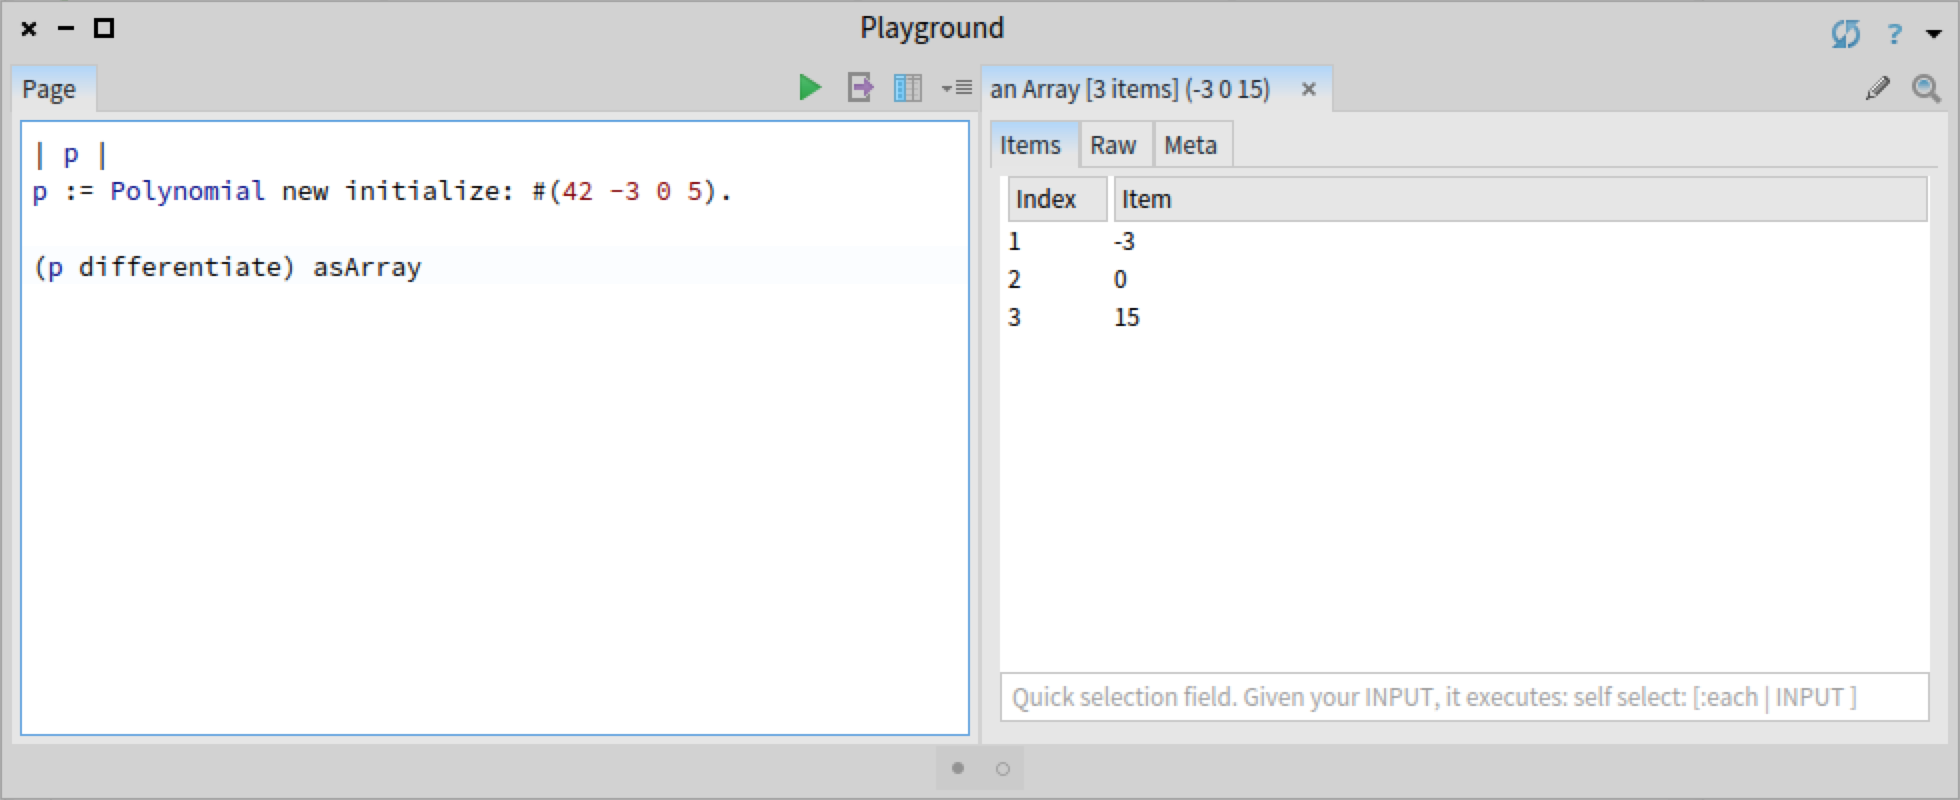 Playground
?
Page
| p |
p := Polynomial new initialize: #(42 -3 0 5).
(p differentiate) asArray
an Array [3 items] (-3 0 15)
Items Raw Meta
Index Item
1 -3
2 0
3 15
Quick selection field. Given your INPUT, it executes: self select: [:each | INPUT ]